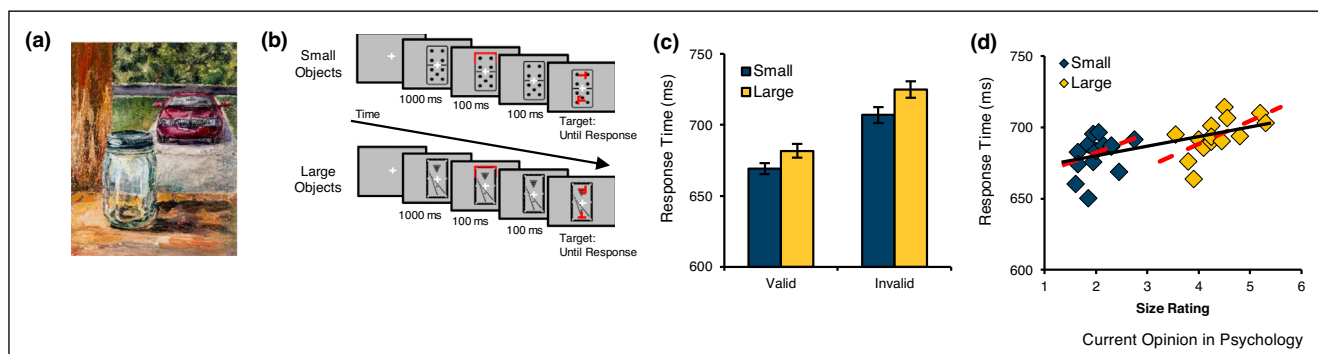 (a)
(b)
Small
Objects
1000 ms
100 ms
100 ms
Target:
Until Response
Time
Large
Objects
1000 ms
100 ms
100 ms
Target:
Until Response
(c)
750
700
650
600
Response Time (ms)
Small
Large
Valid
Invalid
(d)
750
700
650
600
Response Time (ms)
Small
Large
1 2 3 4 5 6
Size Rating
Current Opinion in Psychology